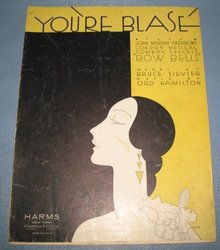 YOU'RE BLASÉ
JOHN MURRAY ANDERSON'S
LONDON MUSICAL
COMEDY SUCCESS
"BOW BELLS"
BRUCE SIEVIER
ORD HAMILTON
HARMS